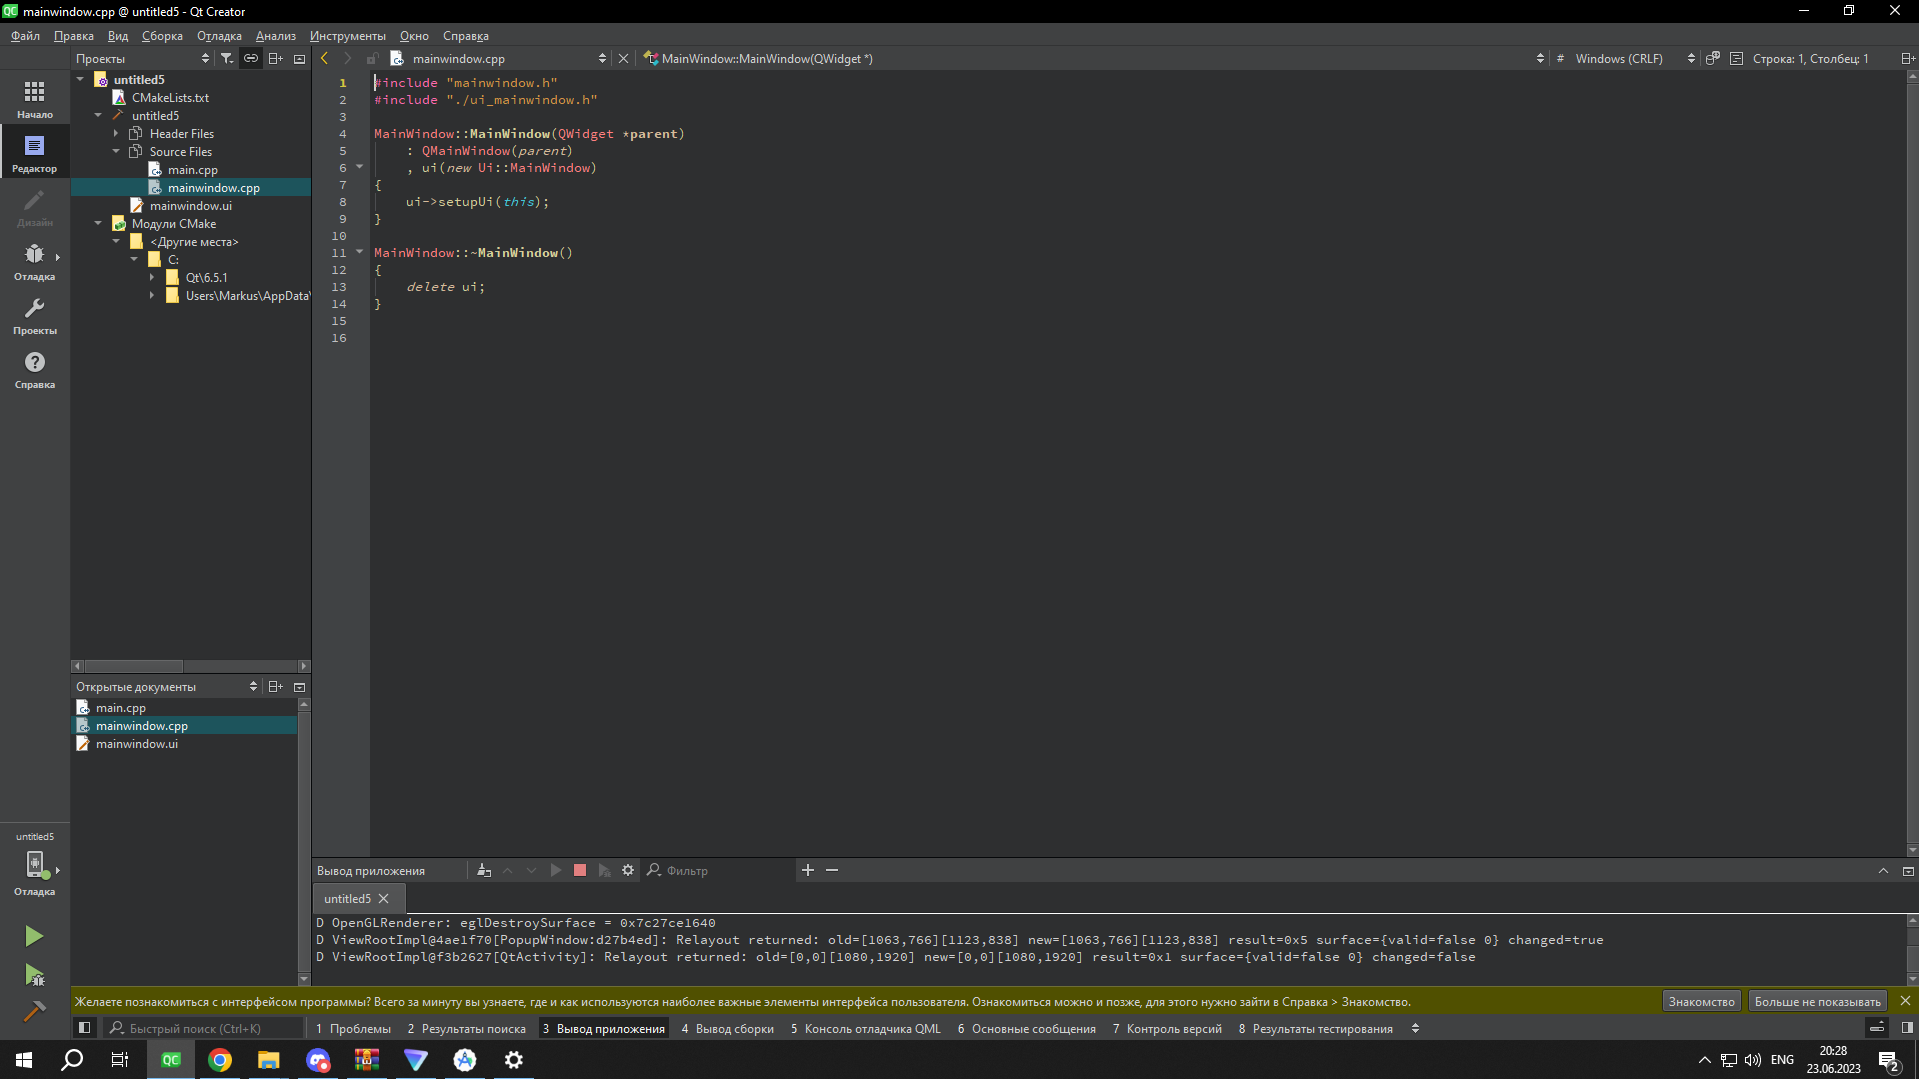 mainwindow.cpp @ untitled5 - Qt Creator
Файл Правка Вид Сборка Отладка Анализ Инструменты Окно Справка
Проекты
mainwindow.cpp
MainWindow::MainWindow(QWidget *)
# Windows (CRLF)
Строка: 1, Столбец: 1
Начало
Редактор
Дизайн
Отладка
Проекты
Справка
untitled5
CMakeLists.txt
untitled5
Header Files
Source Files
main.cpp
mainwindow.cpp
mainwindow.ui
Модули CMake
<Другие места>
C:
Qt\6.5.1
Users\Markus\AppData\
1 #include "mainwindow.h"
2 #include "./ui_mainwindow.h"
3
4 MainWindow::MainWindow(QWidget *parent)
5 : QMainWindow(parent)
6 , ui(new Ui::MainWindow)
7 {
8 ui->setupUi(this);
9 }
10
11 MainWindow::~MainWindow()
12 {
13 delete ui;
14 }
15
16
Открытые документы
main.cpp
mainwindow.cpp
mainwindow.ui
untitled5
Отладка
Вывод приложения
Фильтр
untitled5
D OpenGLRenderer: eglDestroySurface = 0x7c27ce1640
D ViewRootImpl@4ae1f70[PopupWindow:d27b4ed]: Relayout returned: old=[1063,766][1123,838] new=[1063,766][1123,838] result=0x5 surface={valid=false 0} changed=true
D ViewRootImpl@f3b2627[QtActivity]: Relayout returned: old=[0,0][1080,1920] new=[0,0][1080,1920] result=0x1 surface={valid=false 0} changed=false
Желаете познакомиться с интерфейсом программы? Всего за минуту вы узнаете, где и как используются наиболее важные элементы интерфейса пользователя. Ознакомиться можно и позже, для этого нужно зайти в Справка > Знакомство.
Знакомство
Больше не показывать
Быстрый поиск (Ctrl+K)
1 Проблемы 2 Результаты поиска 3 Вывод приложения 4 Вывод сборки 5 Консоль отладчика QML 6 Основные сообщения 7 Контроль версий 8 Результаты тестирования
QC
ENG
20:28
23.06.2023
2